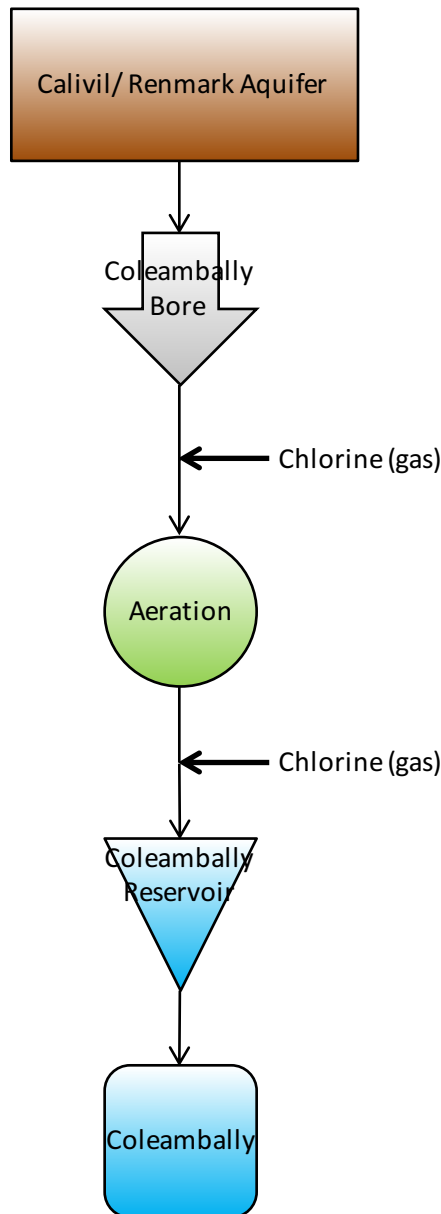 Calivil/ Renmark Aquifer
Coleambally
Bore
Chlorine (gas)
Aeration
Chlorine (gas)
Coleambally
Reservoir
Coleambally